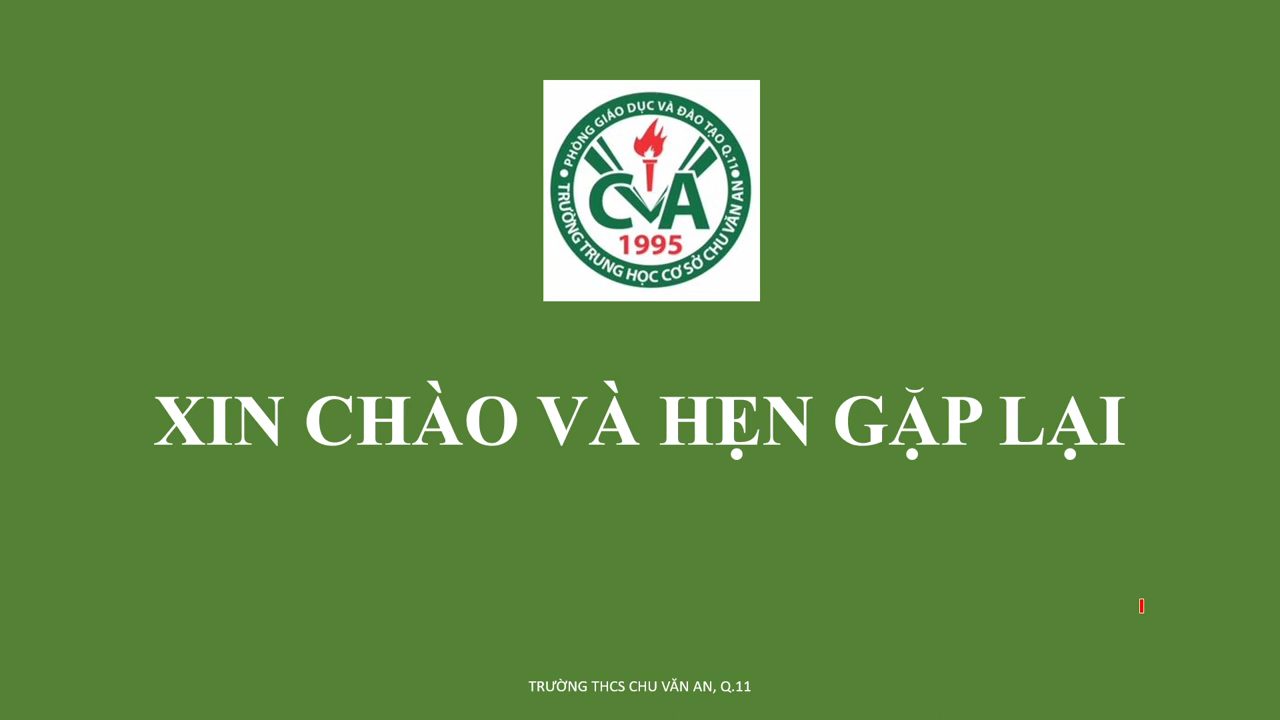 PHÒNG GIÁO DỤC VÀ ĐÀO TẠO Q.11
TRƯỜNG TRUNG HỌC CƠ SỞ CHU VĂN AN
CVA
1995
XIN CHÀO VÀ HẸN GẶP LẠI
TRƯỜNG THCS CHU VĂN AN, Q.11